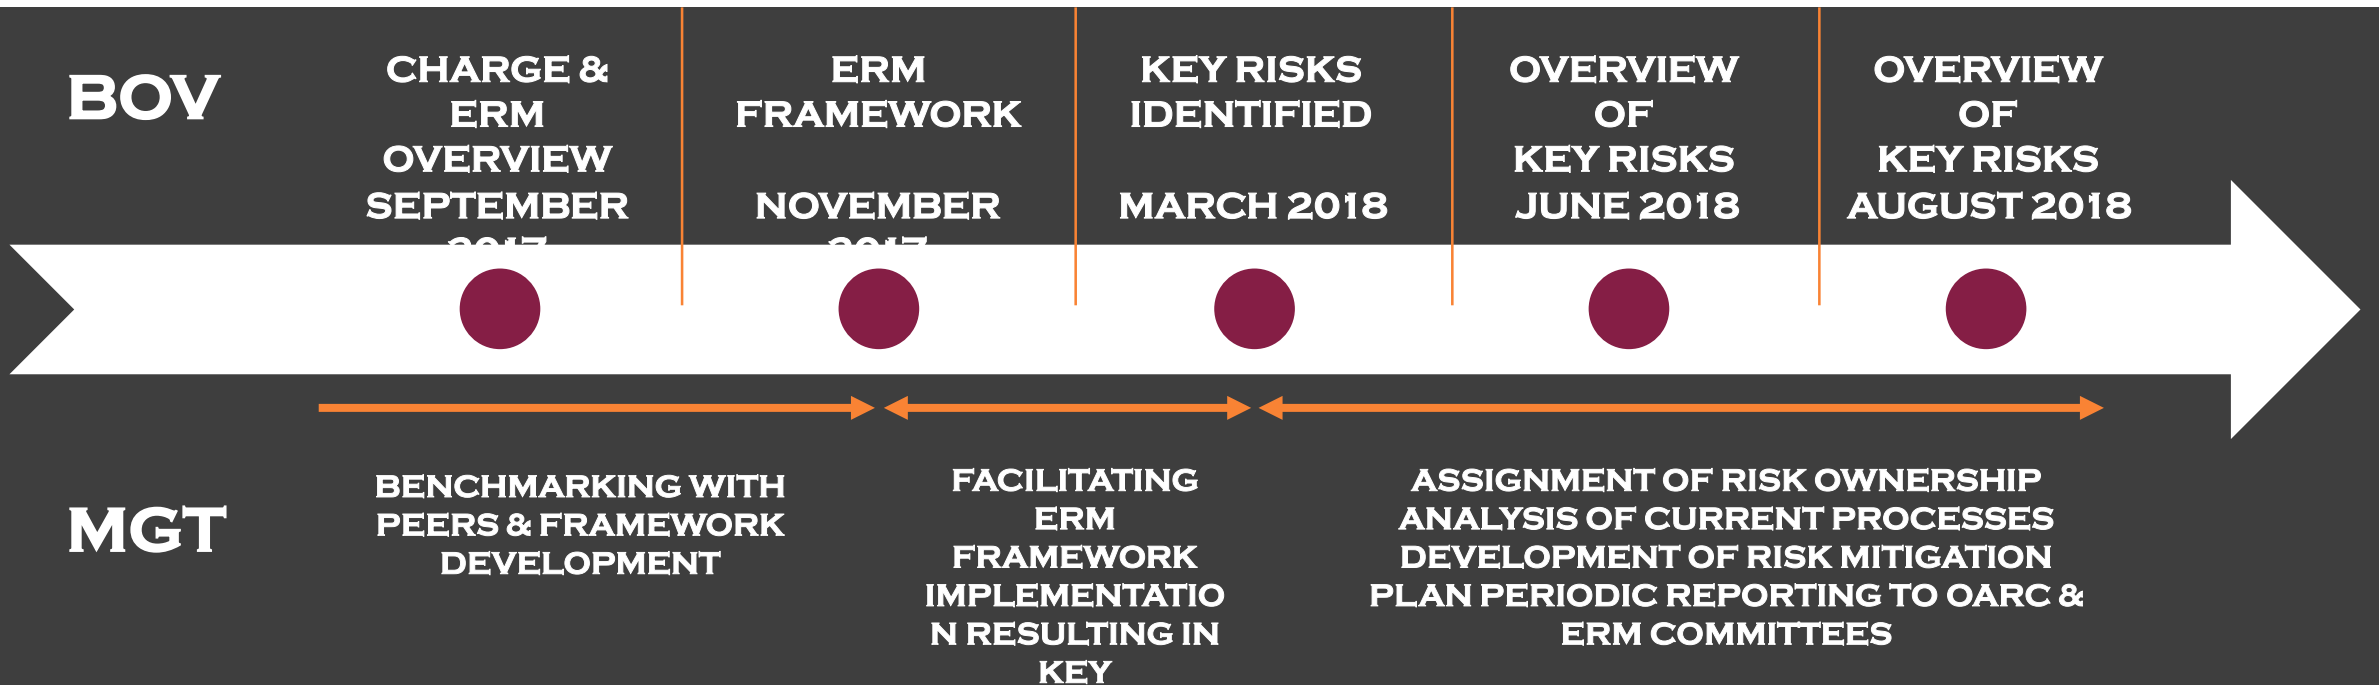 BOV
CHARGE &
ERM
OVERVIEW
SEPTEMBER
2017
ERM
FRAMEWORK
NOVEMBER
2017
KEY RISKS
IDENTIFIED
MARCH 2018
OVERVIEW
OF
KEY RISKS
JUNE 2018
OVERVIEW
OF
KEY RISKS
AUGUST 2018
MGT
BENCHMARKING WITH
PEERS & FRAMEWORK
DEVELOPMENT
FACILITATING
ERM
FRAMEWORK
IMPLEMENTATIO
N RESULTING IN
KEY
ASSIGNMENT OF RISK OWNERSHIP
ANALYSIS OF CURRENT PROCESSES
DEVELOPMENT OF RISK MITIGATION
PLAN PERIODIC REPORTING TO OARC &
ERM COMMITTEES